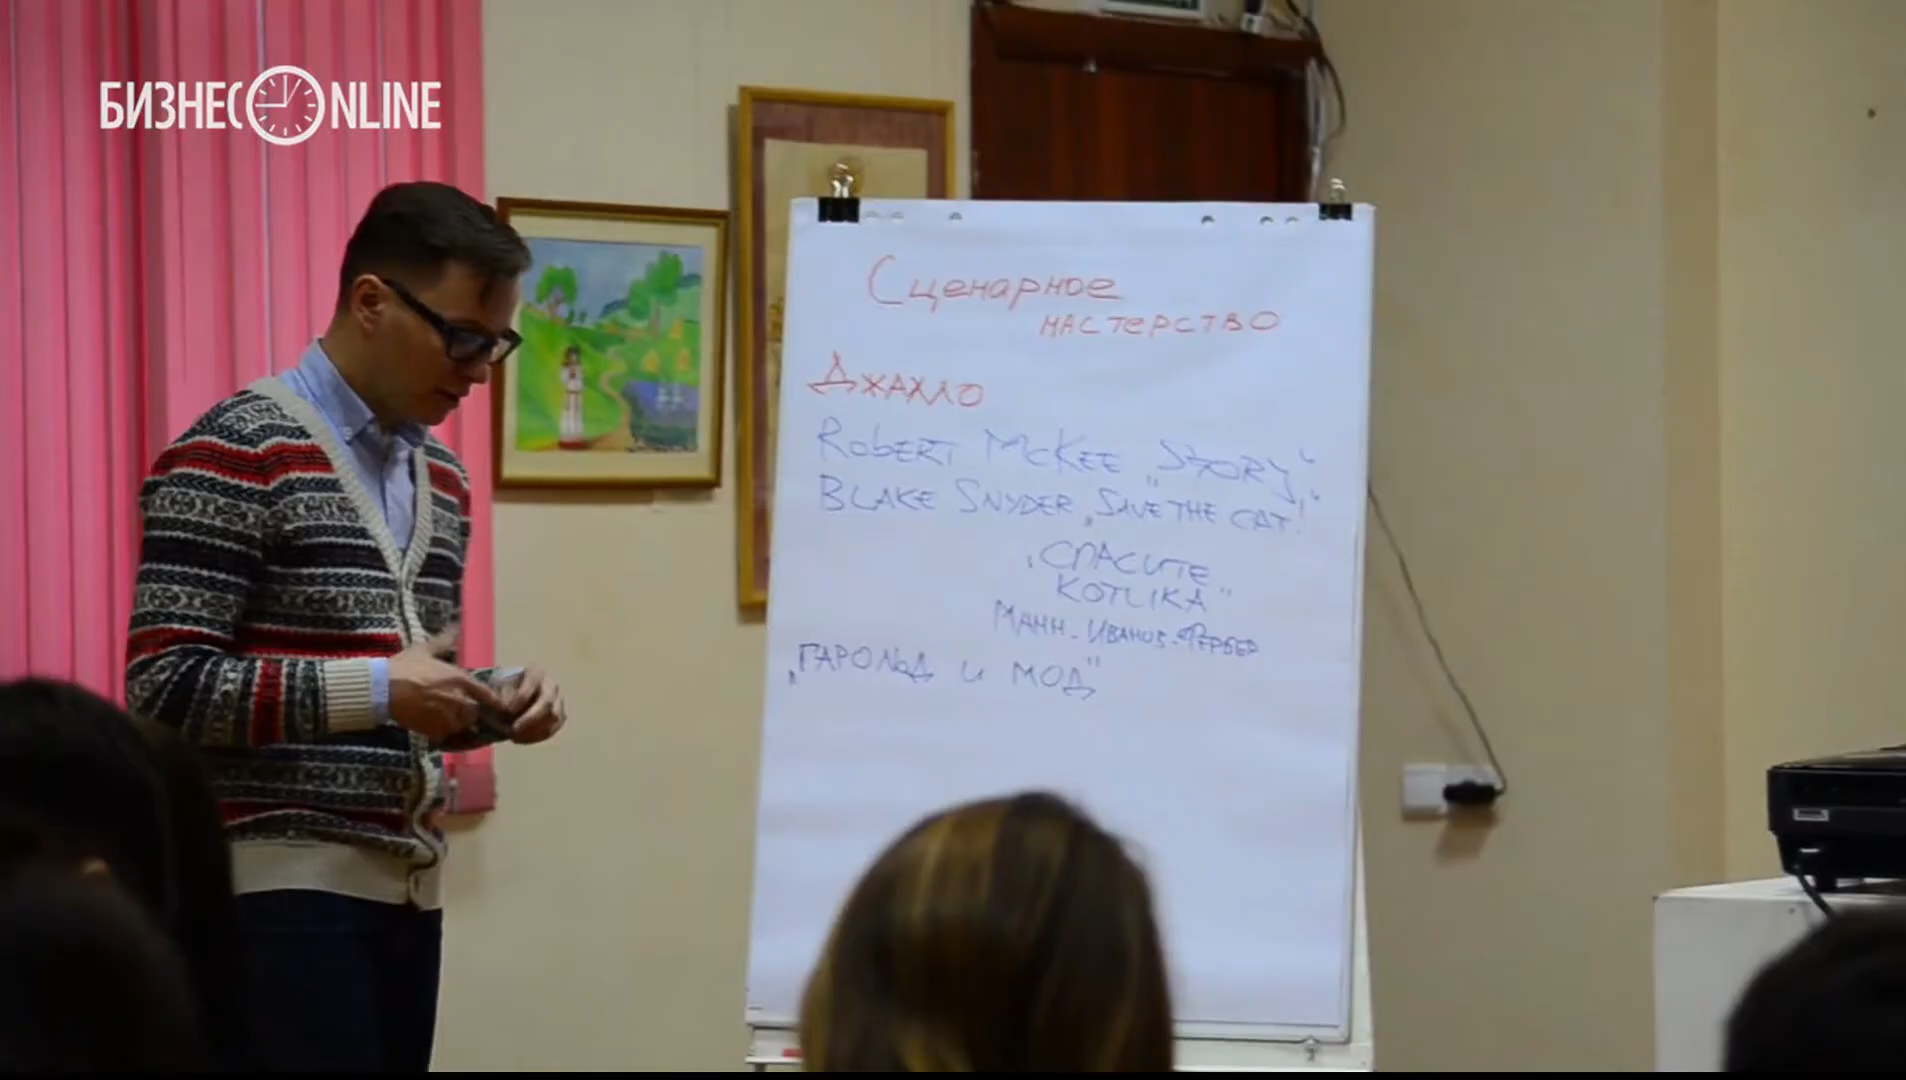 БИЗНЕС ONLINE
Сценарное
мастерство
Джалло
ROBERT MCKEE „STORY“
BLAKE SNYDER „SAVE THE CAT!“
„СПАСИТЕ
КОТИКА"
МАНН-ИВАНОВ-ФЕРБЕР
„ГАРОЛЬД И МОД"